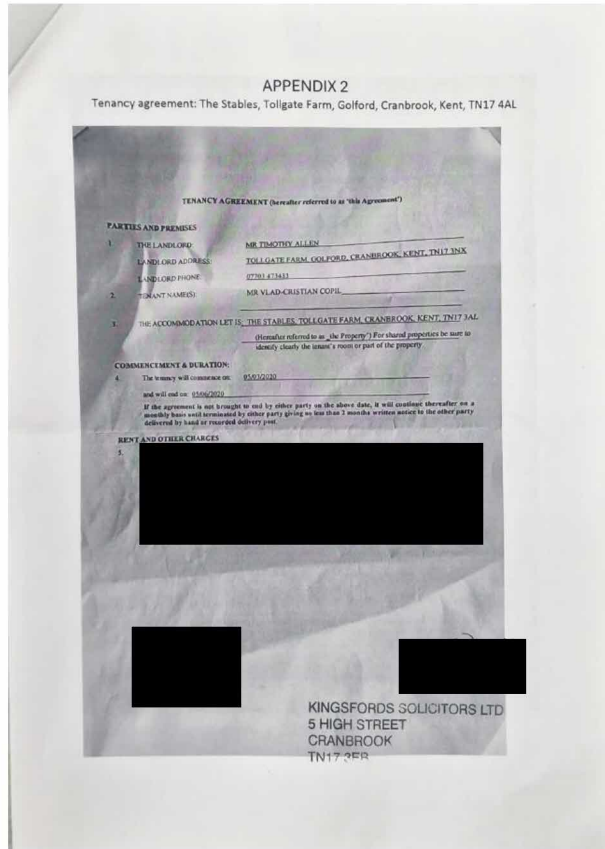 APPENDIX 2
Tenancy agreement: The Stables, Tollgate Farm, Golford, Cranbrook, Kent, TN17 4AL
TENANCY AGREEMENT (hereafter referred to as "this Agreement")
PARTIES AND PREMISES
1. THE LANDLORD: MR TIMOTHY ALLEN
LANDLORD ADDRESS: TOLLGATE FARM, GOLFORD, CRANBROOK, KENT, TN17 3NX
LANDLORD PHONE: 07703 473433
2. TENANT NAME(S): MR VLAD-CRISTIAN COPIL
3. THE ACCOMMODATION LET IS, THE STABLES, TOLLGATE FARM, CRANBROOK, KENT, TN17 3AL
(Hereafter referred to as „the Property") For shared properties be sure to
identify clearly the tenant's room or part of the property
COMMENCEMENT & DURATION:
4. The tenancy will commence on: 05/03/2020
and will end on: 05/06/2020
If the agreement is not brought to end by either party on the above date, it will continue thereafter on a
monthly basis until terminated by either party giving no less than 2 months written notice to the other party
delivered by hand or recorded delivery post.
RENT AND OTHER CHARGES
5.
KINGSFORDS SOLICITORS LTD
5 HIGH STREET
CRANBROOK
TN17 3EB